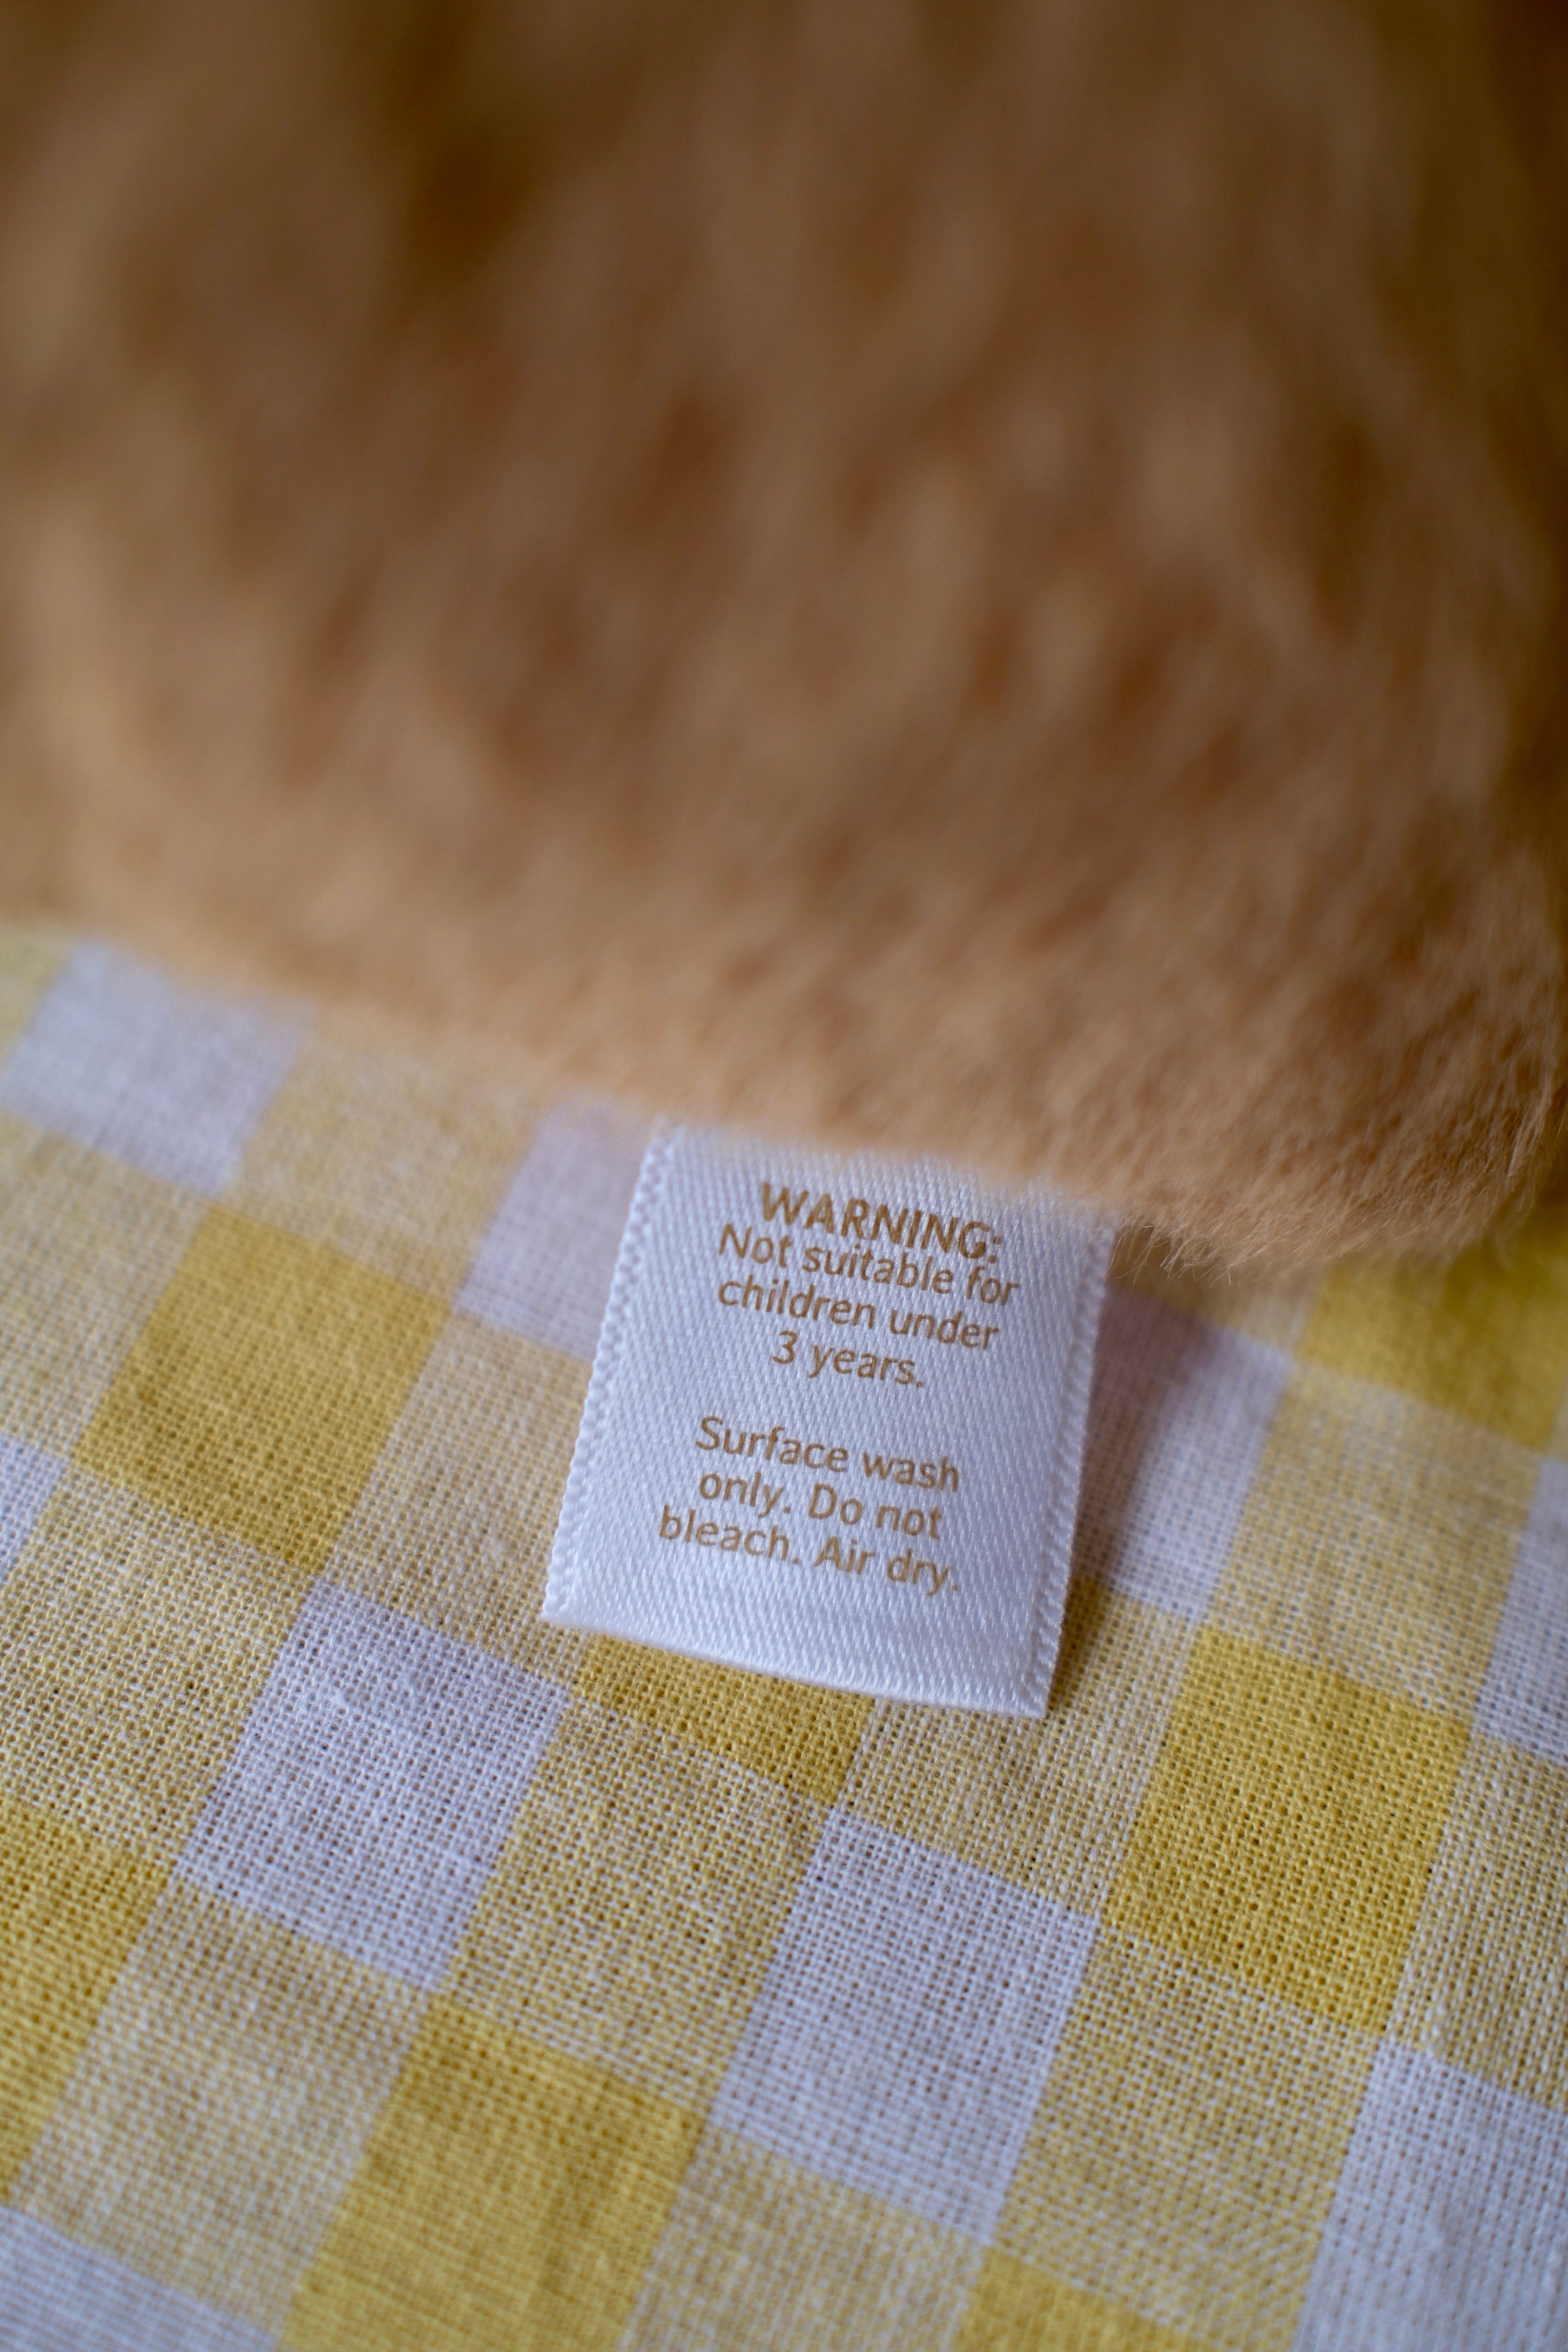 WARNING:
Not suitable for
children under
3 years.
Surface wash
only. Do not
bleach. Air dry.